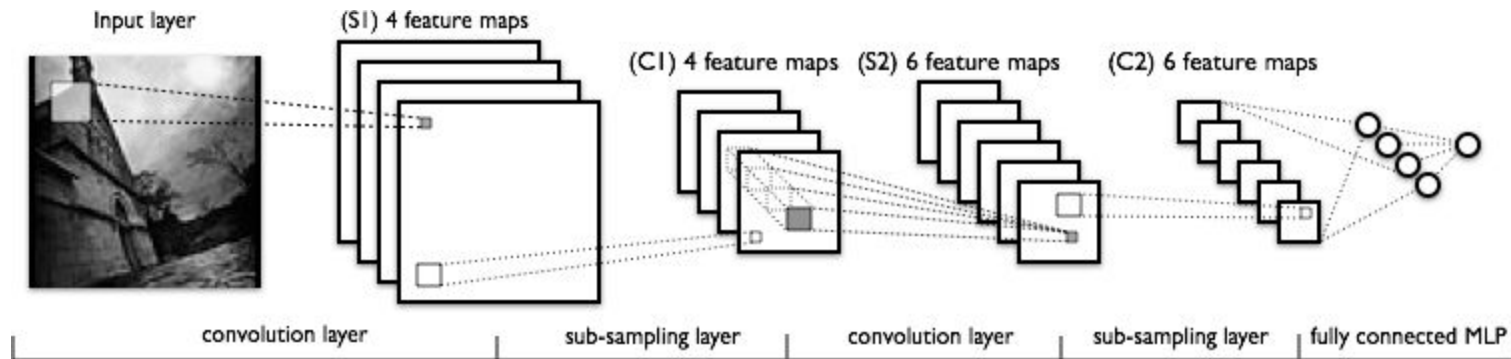 Input layer
(S1) 4 feature maps
(C1) 4 feature maps
(S2) 6 feature maps
(C2) 6 feature maps
convolution layer
sub-sampling layer
convolution layer
sub-sampling layer
fully connected MLP